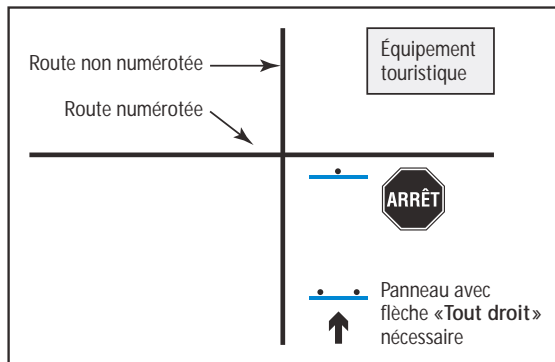 Équipement
touristique
Route non numérotée
Route numérotée
ARRÊT
Panneau avec
flèche «Tout droit»
nécessaire